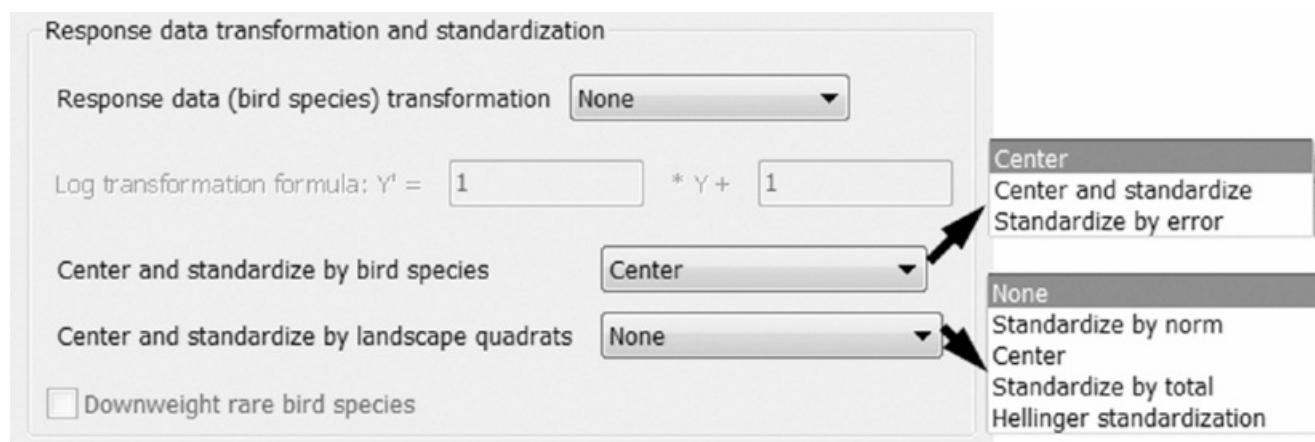 Response data transformation and standardization
Response data (bird species) transformation None
Log transformation formula: Y' = 1 * Y + 1
Center and standardize by bird species Center
Center and standardize by landscape quadrats None
Downweight rare bird species
Center
Center and standardize
Standardize by error
None
Standardize by norm
Center
Standardize by total
Hellinger standardization